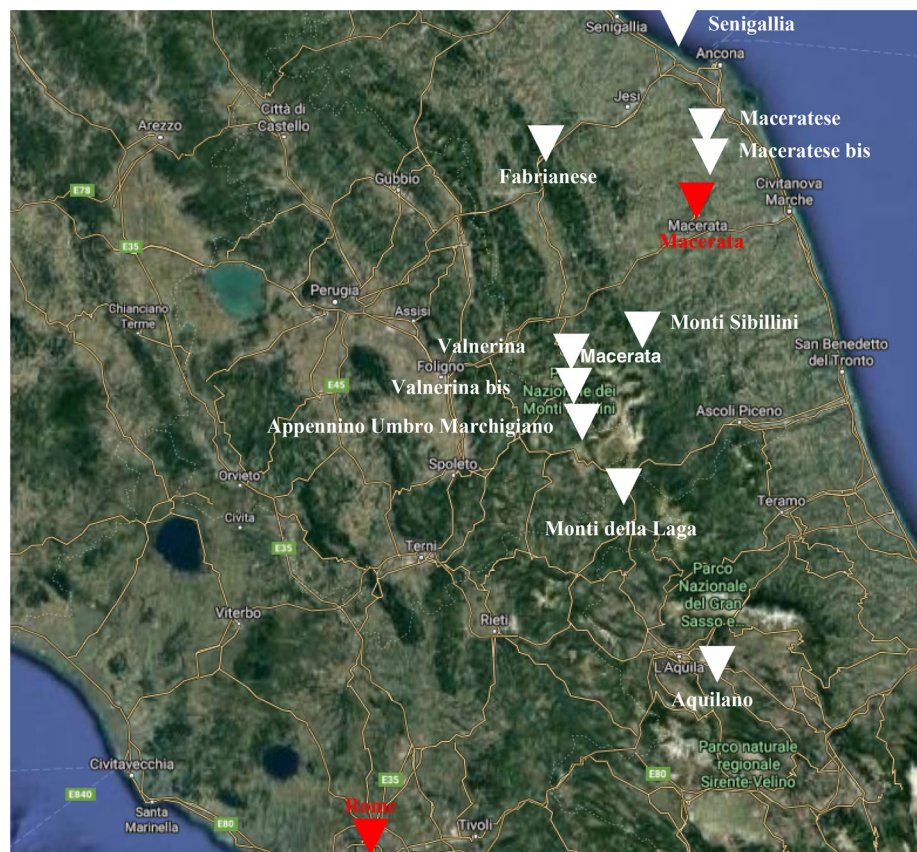 Senigallia
Senigallia
Ancona
Jesi
Città di
Castello
Arezzo
Maceratese
Maceratese bis
Fabrianese
Gubbio
E78
Civitanova
Marche
Macerata
Macerata
E35
Perugia
Assisi
Chianciano
Terme
Monti Sibillini
Valnerina
Macerata
San Benedetto
del Tronto
Foligno
E45
Valnerina bis
Nazionale dei
Monti
Appennino Umbro Marchigiano
Ascoli Piceno
Spoleto
Orvieto
Monti della Laga
Teramo
Civita
E35
Terni
Parco
Nazionale
del Gran
Sasso e...
Viterbo
Rieti
L'Aquila
Aquilano
Parco naturale
regionale
Sirente-Velino
Civitavecchia
E35
E80
E840
Rome
Santa
Marinella
E80
Tivoli